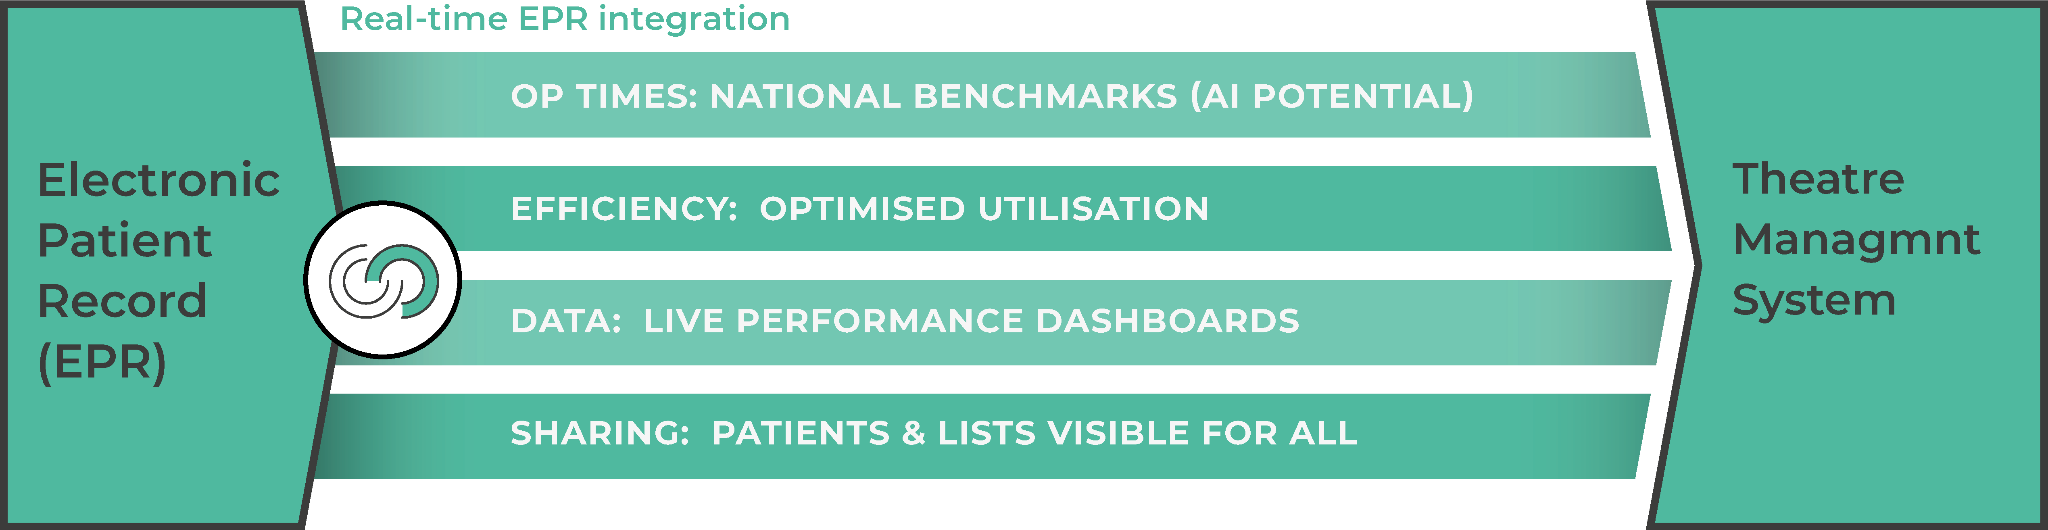 Real-time EPR integration
Electronic
Patient
Record
(EPR)
OP TIMES: NATIONAL BENCHMARKS (AI POTENTIAL)
EFFICIENCY: OPTIMISED UTILISATION
DATA: LIVE PERFORMANCE DASHBOARDS
SHARING: PATIENTS & LISTS VISIBLE FOR ALL
Theatre
Managmnt
System